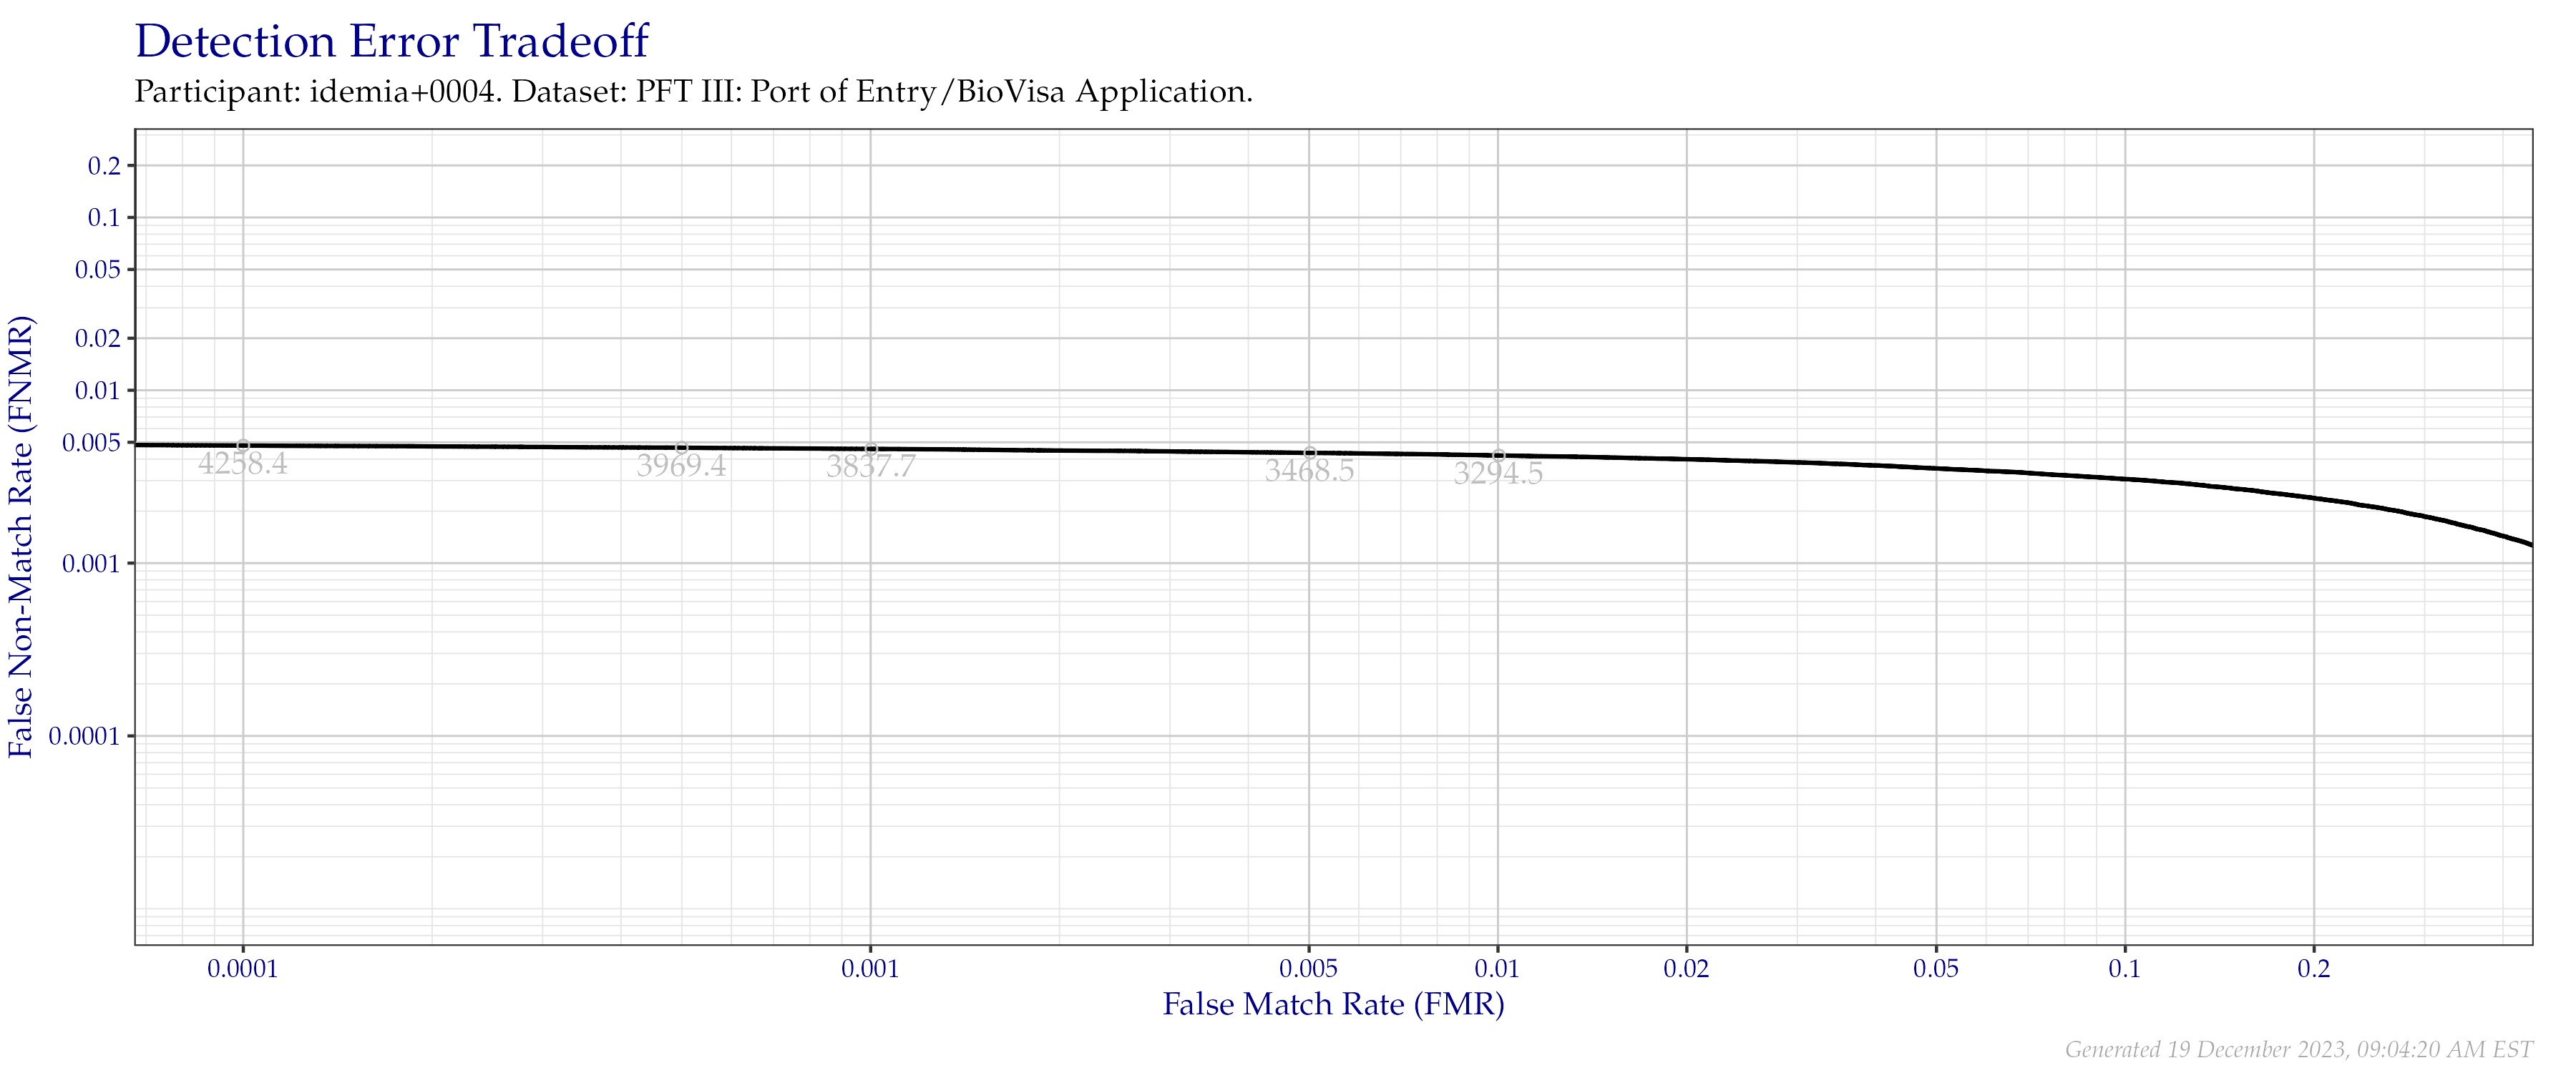 Detection Error Tradeoff
Participant: idemia+0004. Dataset: PFT III: Port of Entry/BioVisa Application.
False Non-Match Rate (FNMR)
0.2
0.1
0.05
0.02
0.01
0.005
0.001
0.0001
4258.4
3969.4
3837.7
3468.5
3294.5
0.0001 0.001 0.005 0.01 0.02 0.05 0.1 0.2
False Match Rate (FMR)
Generated 19 December 2023, 09:04:20 AM EST